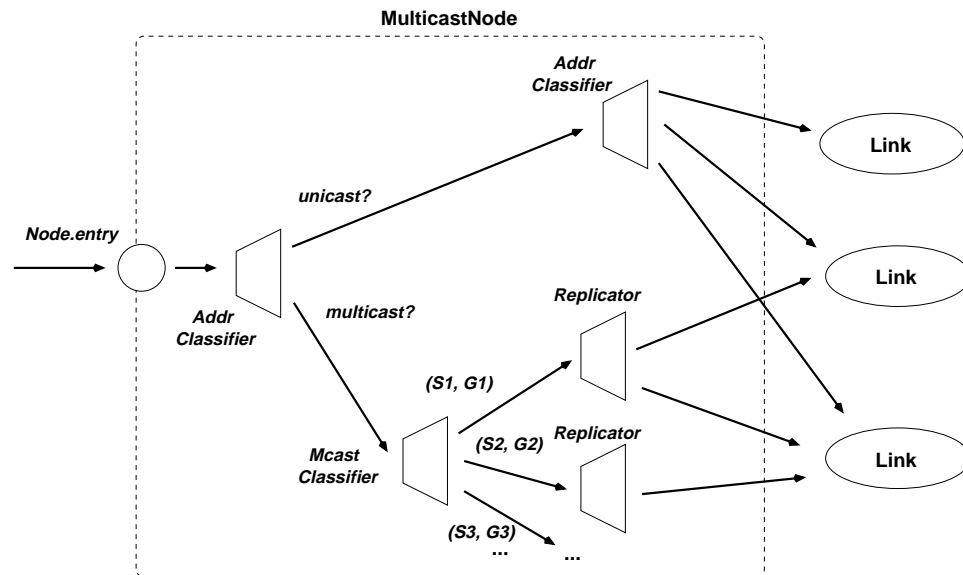 MulticastNode
Addr
Classifier
Link
unicast?
Node.entry
Link
Replicator
multicast?
Addr
Classifier
(S1, G1)
Replicator
(S2, G2)
Mcast
Classifier
Link
(S3, G3)
...
...